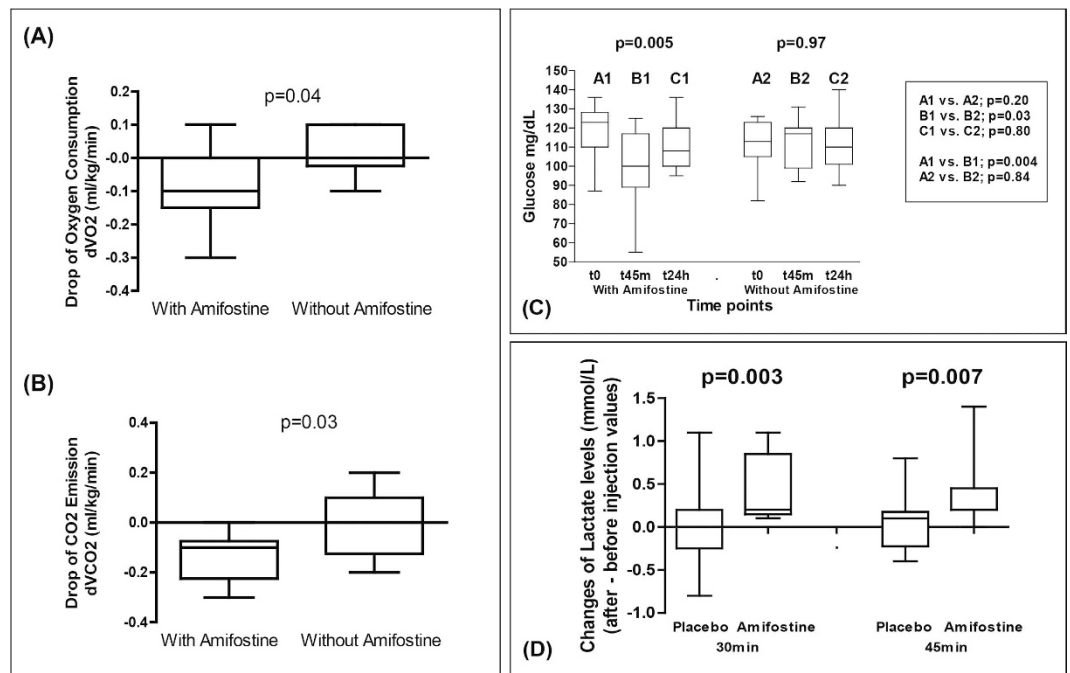 (A)
p=0.04
Drop of Oxygen Consumption
dVO2 (ml/kg/min)
0.2
0.1
-0.0
-0.1
-0.2
-0.3
-0.4
With Amifostine Without Amifostine
(B)
p=0.03
Drop of CO2 Emission
dVCO2 (ml/kg/min)
0.4
0.2
0.0
-0.2
-0.4
With Amifostine Without Amifostine
p=0.005 p=0.97
A1 B1 C1 A2 B2 C2
Glucose mg/dL
150
140
130
120
110
100
90
80
70
60
50
t0 t45m t24h . t0 t45m t24h
With Amifostine Without Amifostine
Time points
(C)
A1 vs. A2; p=0.20
B1 vs. B2; p=0.03
C1 vs. C2; p=0.80
A1 vs. B1; p=0.004
A2 vs. B2; p=0.84
p=0.003 p=0.007
Changes of Lactate levels (mmol/L)
(after - before injection values)
1.5
1.0
0.5
0.0
-0.5
-1.0
Placebo Amifostine . Placebo Amifostine
30min 45min
(D)